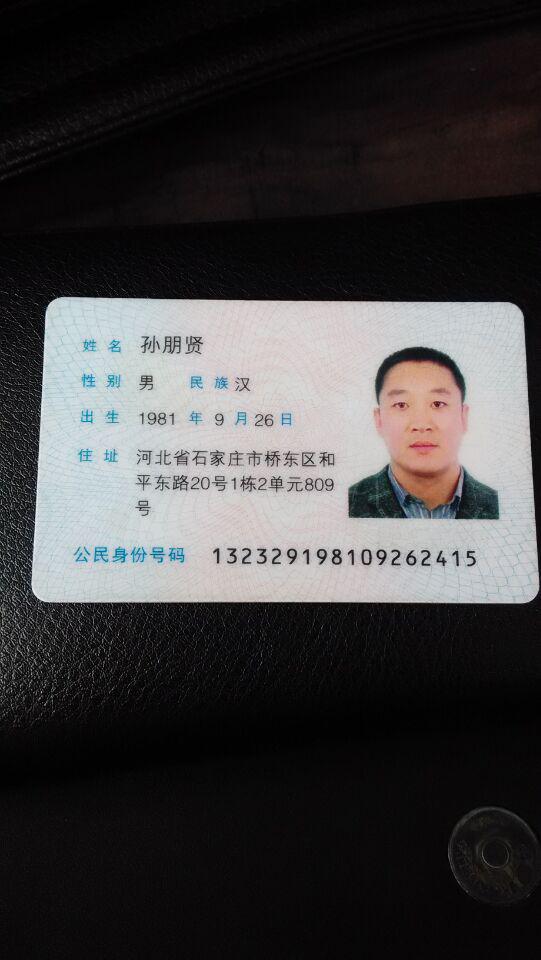 姓名 孙朋贤
性别 男 民族 汉
出生 1981 年 9 月 26 日
住址 河北省石家庄市桥东区和
平东路20号1栋2单元809
号
公民身份号码 132329198109262415